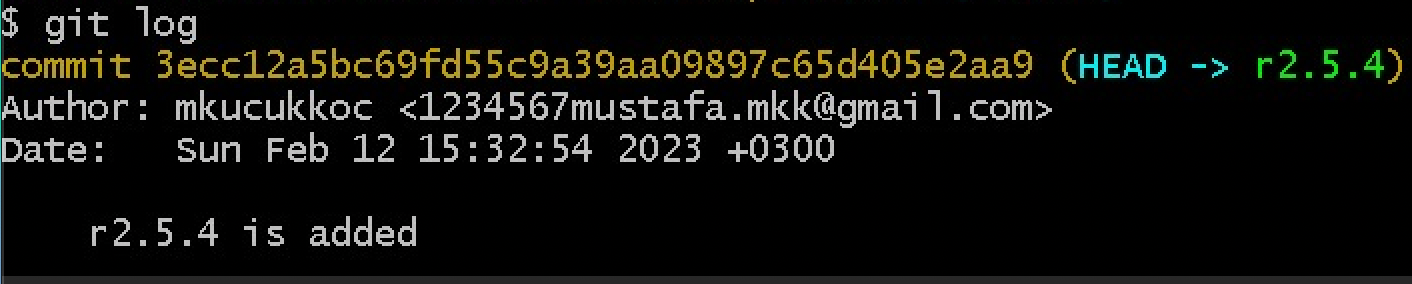 $ git log
commit 3ecc12a5bc69fd55c9a39aa09897c65d405e2aa9 (HEAD -> r2.5.4)
Author: mkucukkoc <1234567mustafa.mkk@gmail.com>
Date:   Sun Feb 12 15:32:54 2023 +0300
r2.5.4 is added